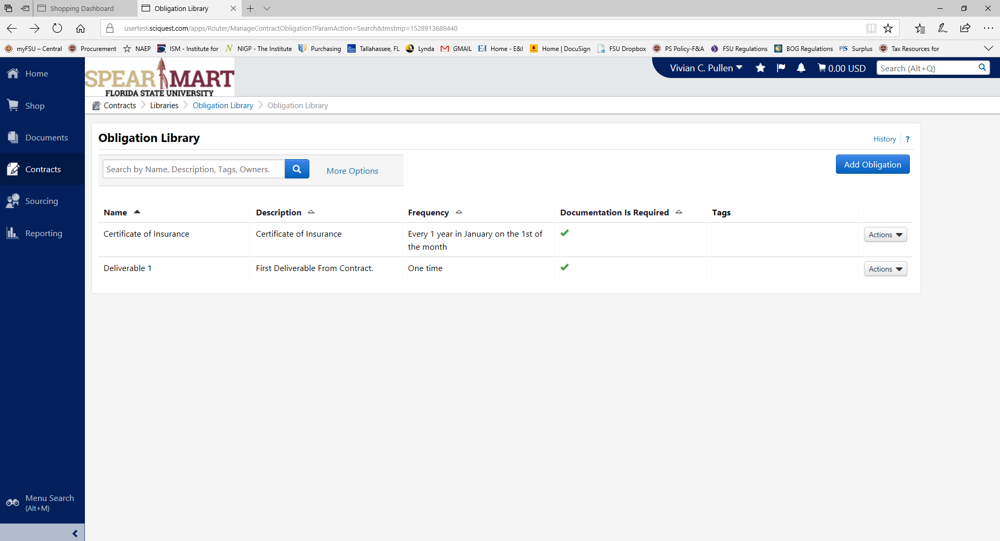 Shopping Dashboard
Obligation Library
usertest.sciquest.com/apps/Router/ManageContractObligation?ParamAction=Search&tmstmp=1528913688440
myFSU – Central
Procurement
NAEP
ISM - Institute for
NIGP - The Institute
Purchasing
Tallahassee, FL
Lynda
GMAIL
Home - E&I
Home | DocuSign
FSU Dropbox
PS Policy-F&A
FSU Regulations
BOG Regulations
P|S Surplus
Tax Resources for
Home
Shop
Documents
Contracts
Sourcing
Reporting
Menu Search
(Alt+M)
SPEAR MART
FLORIDA STATE UNIVERSITY
Vivian C. Pullen
0.00 USD
Search (Alt+Q)
Contracts
Libraries
Obligation Library
Obligation Library
Obligation Library
History
?
Search by Name, Description, Tags, Owners.
More Options
Add Obligation
Name
Description
Frequency
Documentation Is Required
Tags
Certificate of Insurance
Certificate of Insurance
Every 1 year in January on the 1st of
the month
Actions
Deliverable 1
First Deliverable From Contract.
One time
Actions